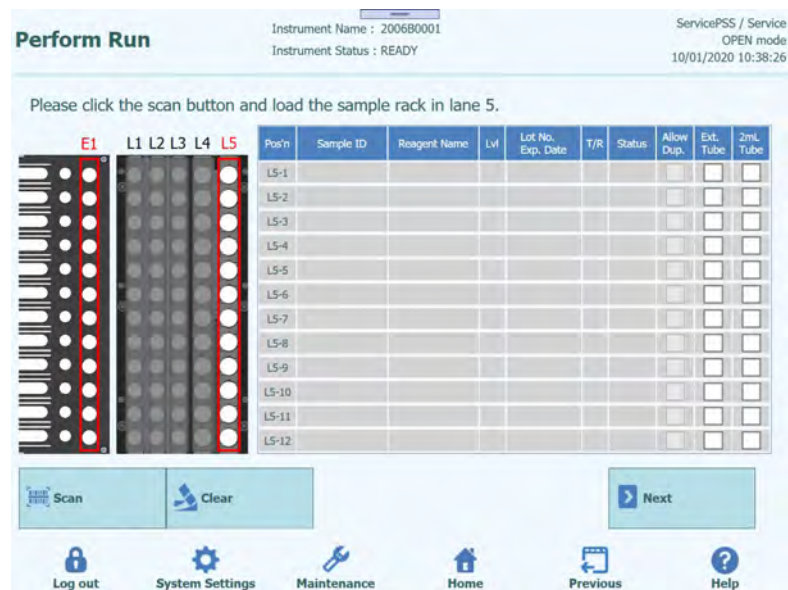 Perform Run
Instrument Name : 2006B0001
Instrument Status : READY
ServicePSS / Service
OPEN mode
10/01/2020 10:38:26
Please click the scan button and load the sample rack in lane 5.
E1 L1 L2 L3 L4 L5
Pos'n Sample ID Reagent Name Lvl Lot No. Exp. Date T/R Status Allow Dup. Ext. Tube 2mL Tube
L5-1
L5-2
L5-3
L5-4
L5-5
L5-6
L5-7
L5-8
L5-9
L5-10
L5-11
L5-12
Scan Clear Next
Log out System Settings Maintenance Home Previous Help